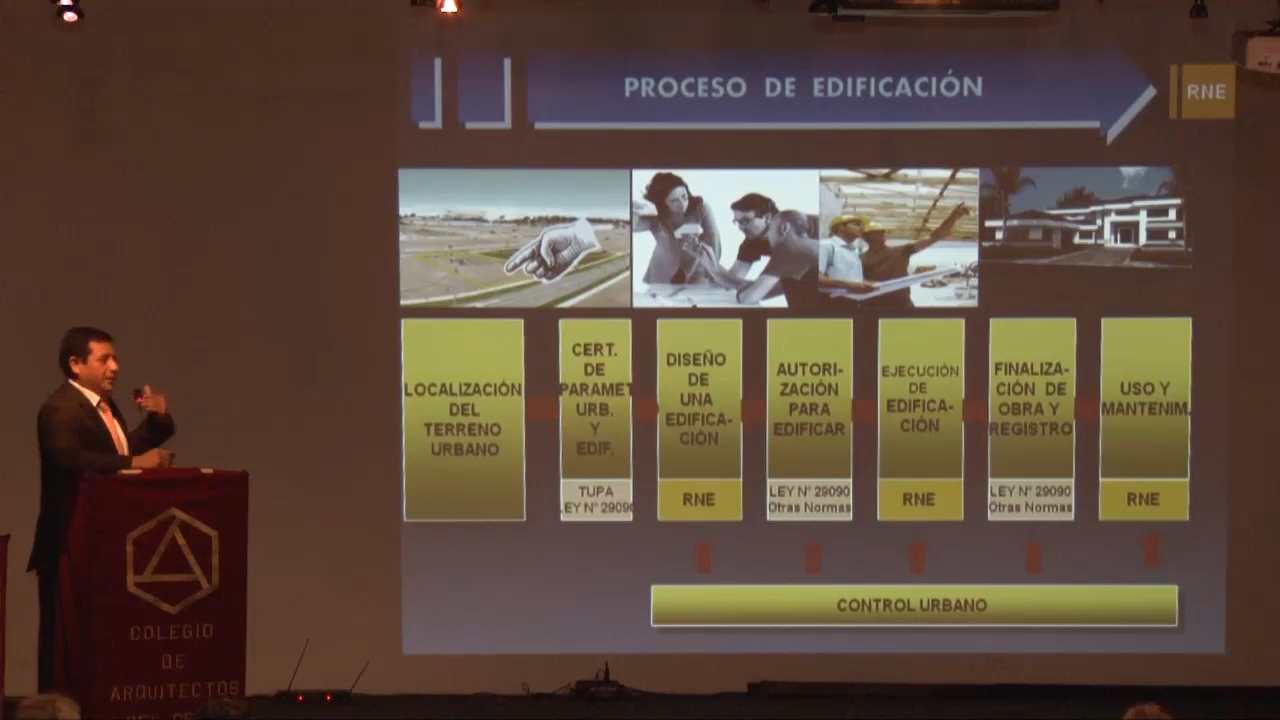 PROCESO DE EDIFICACIÓN
RNE
LOCALIZACIÓN
DEL
TERRENO
URBANO
CERT.
DE
PARAMET
URB.
Y
EDIF.
TUPA
LEY N° 29090
DISEÑO
DE
UNA
EDIFICA-
CIÓN
RNE
AUTORI-
ZACIÓN
PARA
EDIFICAR
LEY N° 29090
Otras Normas
EJECUCIÓN
DE
EDIFICA-
CIÓN
RNE
FINALIZA-
CIÓN DE
OBRA Y
REGISTRO
LEY N° 29090
Otras Normas
USO Y
MANTENIM.
RNE
CONTROL URBANO
COLEGIO
DE
ARQUITECTOS